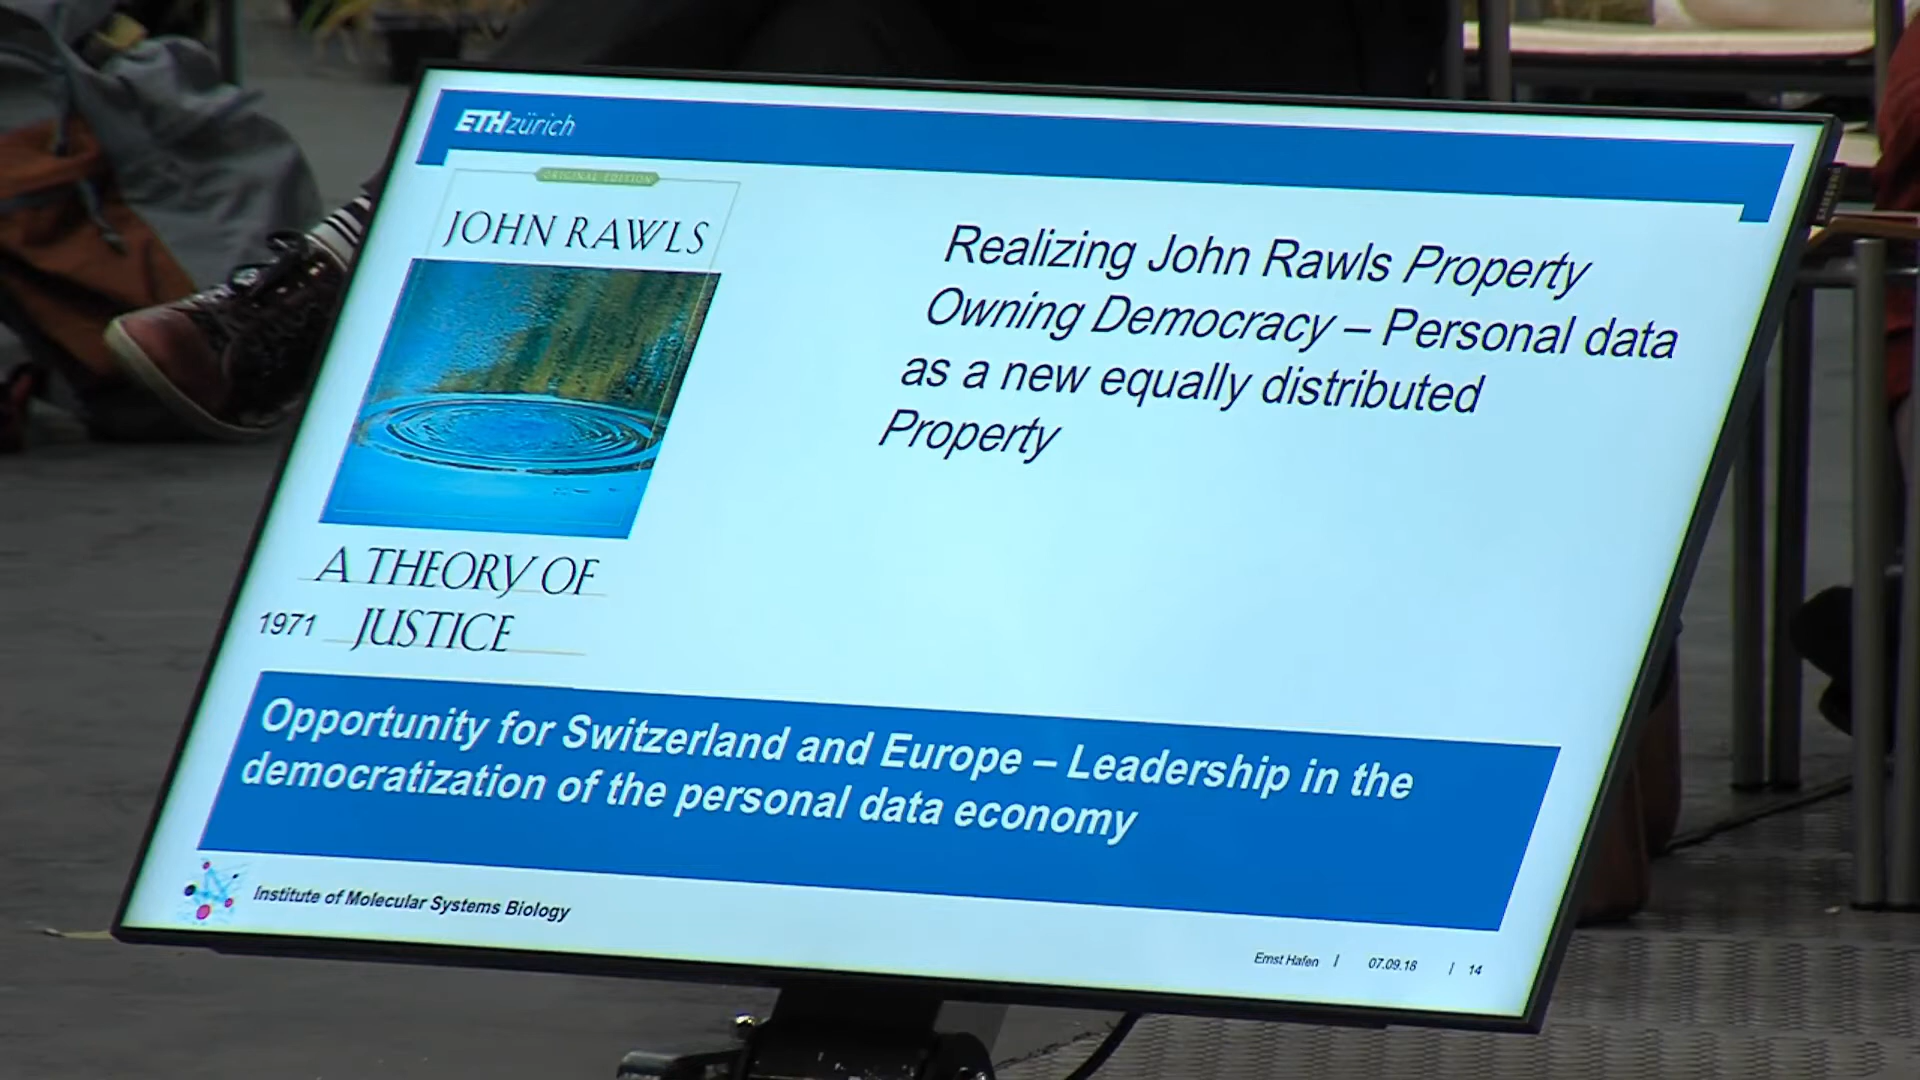 ETHzürich
ORIGINAL EDITION
JOHN RAWLS
A THEORY OF
JUSTICE
1971
Realizing John Rawls Property
Owning Democracy – Personal data
as a new equally distributed
Property
Opportunity for Switzerland and Europe – Leadership in the
democratization of the personal data economy
Institute of Molecular Systems Biology
Ernst Hafen | 07.09.18 | 14
SAMSUNG